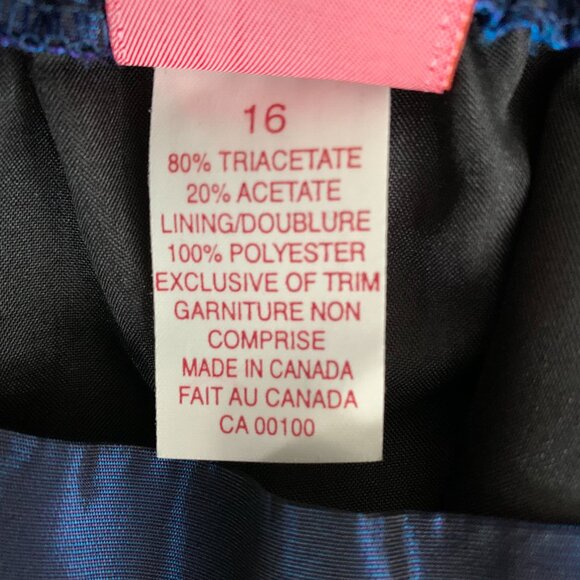 16
80% TRIACETATE
20% ACETATE
LINING/DOUBLURE
100% POLYESTER
EXCLUSIVE OF TRIM
GARNITURE NON
COMPRISE
MADE IN CANADA
FAIT AU CANADA
CA 00100